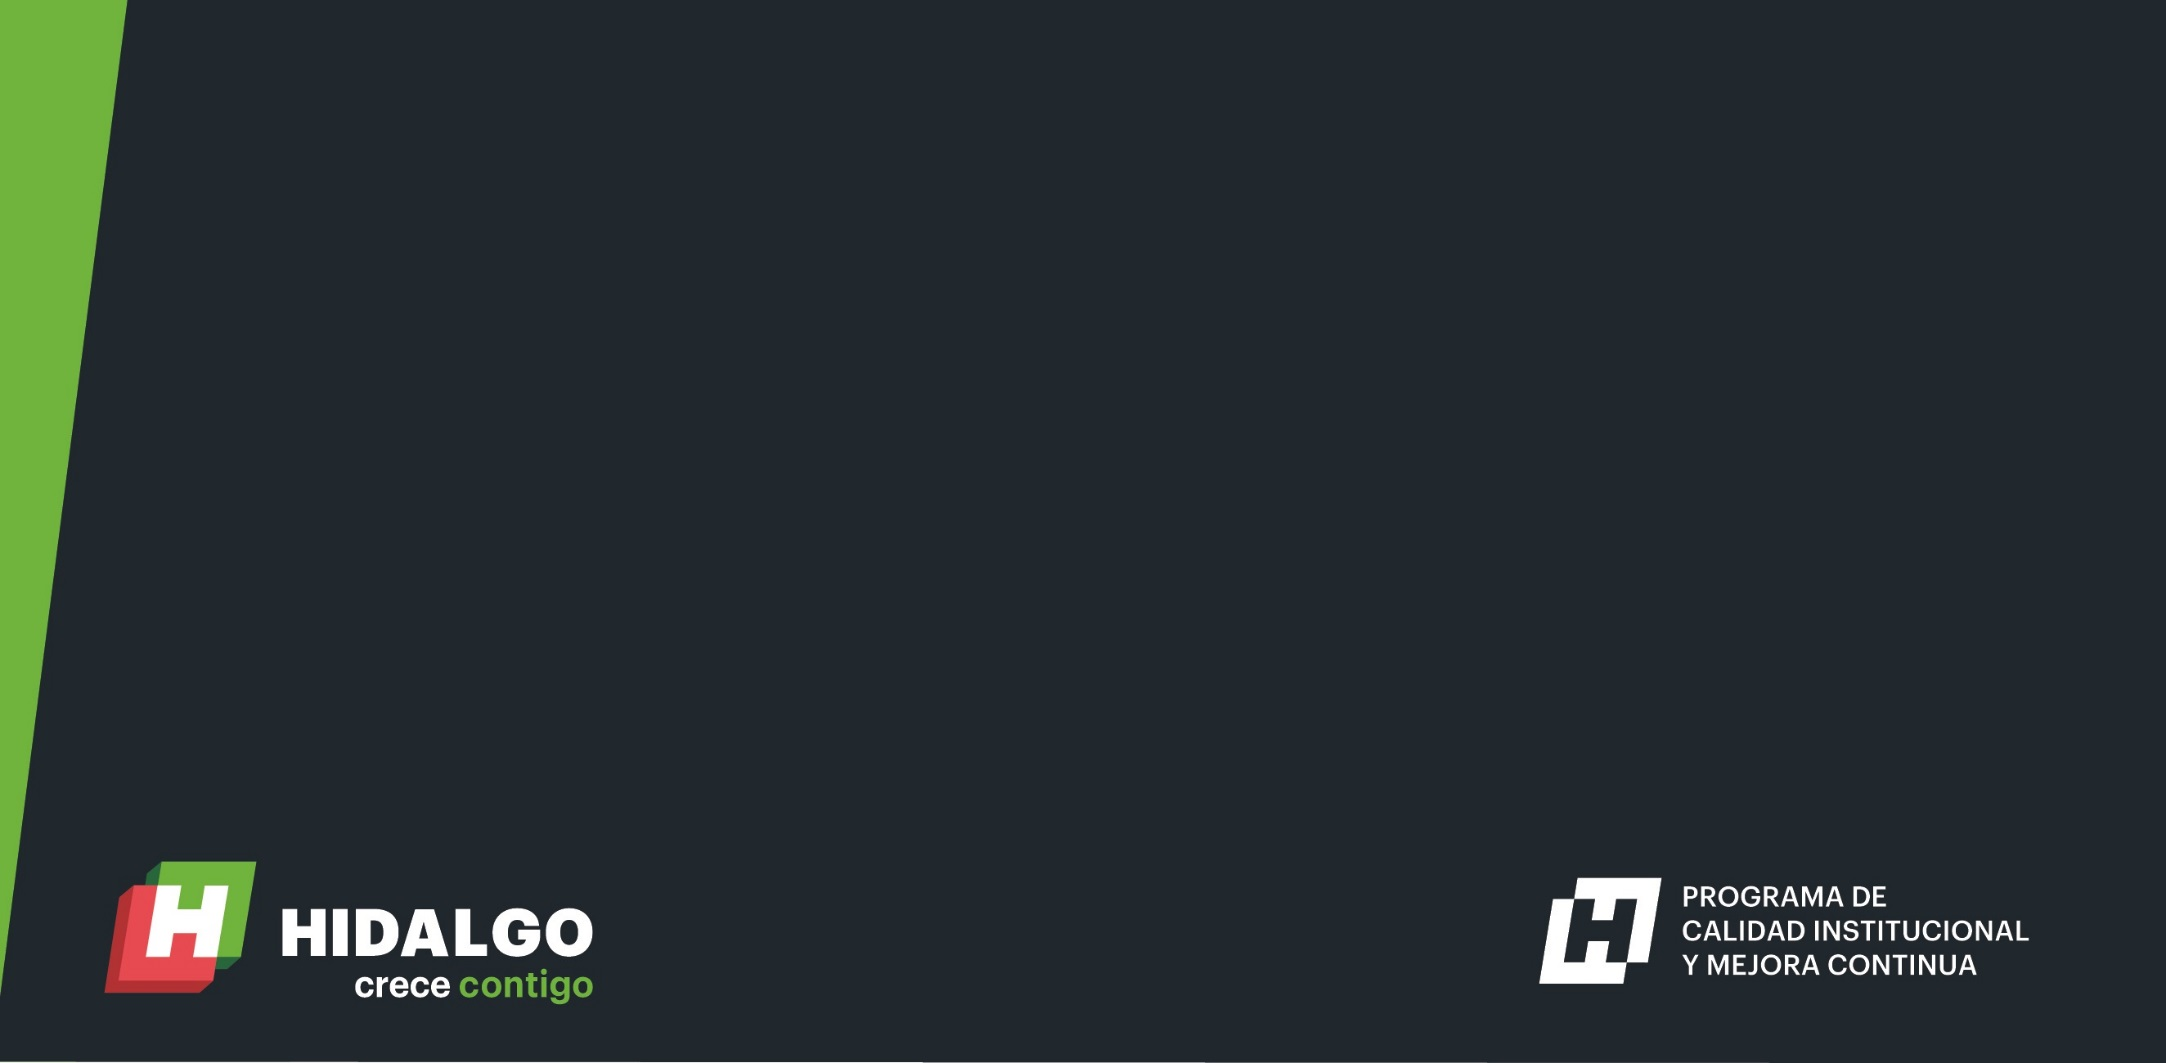 HIDALGO
crece contigo
PROGRAMA DE
CALIDAD INSTITUCIONAL
Y MEJORA CONTINUA